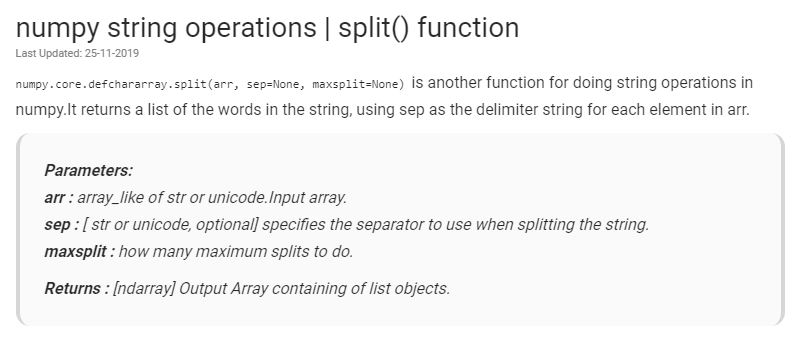 numpy string operations | split() function
Last Updated: 25-11-2019
numpy.core.defchararray.split(arr, sep=None, maxsplit=None) is another function for doing string operations in
numpy.It returns a list of the words in the string, using sep as the delimiter string for each element in arr.
Parameters:
arr : array_like of str or unicode.Input array.
sep : [ str or unicode, optional] specifies the separator to use when splitting the string.
maxsplit : how many maximum splits to do.
Returns : [ndarray] Output Array containing of list objects.